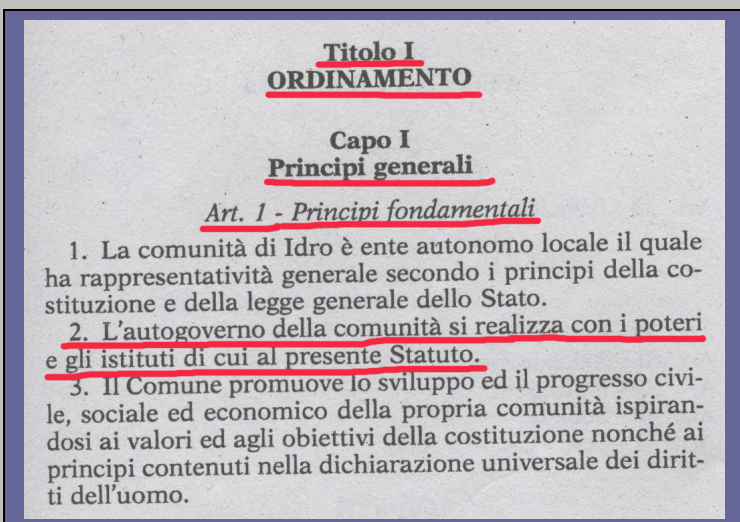 Titolo I
ORDINAMENTO
Capo I
Principi generali
Art. 1 - Principi fondamentali
1. La comunità di Idro è ente autonomo locale il quale
ha rappresentatività generale secondo i principi della co-
stituzione e della legge generale dello Stato.
2. L'autogoverno della comunità si realizza con i poteri
e gli istituti di cui al presente Statuto.
3. Il Comune promuove lo sviluppo ed il progresso civi-
le, sociale ed economico della propria comunità ispiran-
dosi ai valori ed agli obiettivi della costituzione nonché ai
principi contenuti nella dichiarazione universale dei dirit-
ti dell'uomo.